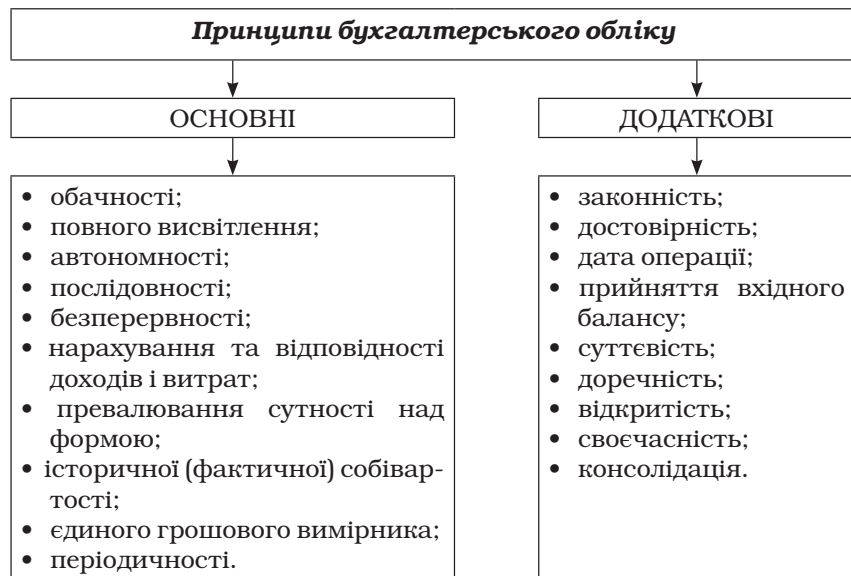 Принципи бухгалтерського обліку
ОСНОВНІ
• обачності;
• повного висвітлення;
• автономності;
• послідовності;
• безперервності;
• нарахування та відповідності
доходів і витрат;
• превалювання сутності над
формою;
• історичної (фактичної) собівар-
тості;
• єдиного грошового вимірника;
• періодичності.
ДОДАТКОВІ
• законність;
• достовірність;
• дата операції;
• прийняття вхідного
балансу;
• суттєвість;
• доречність;
• відкритість;
• своєчасність;
• консолідація.